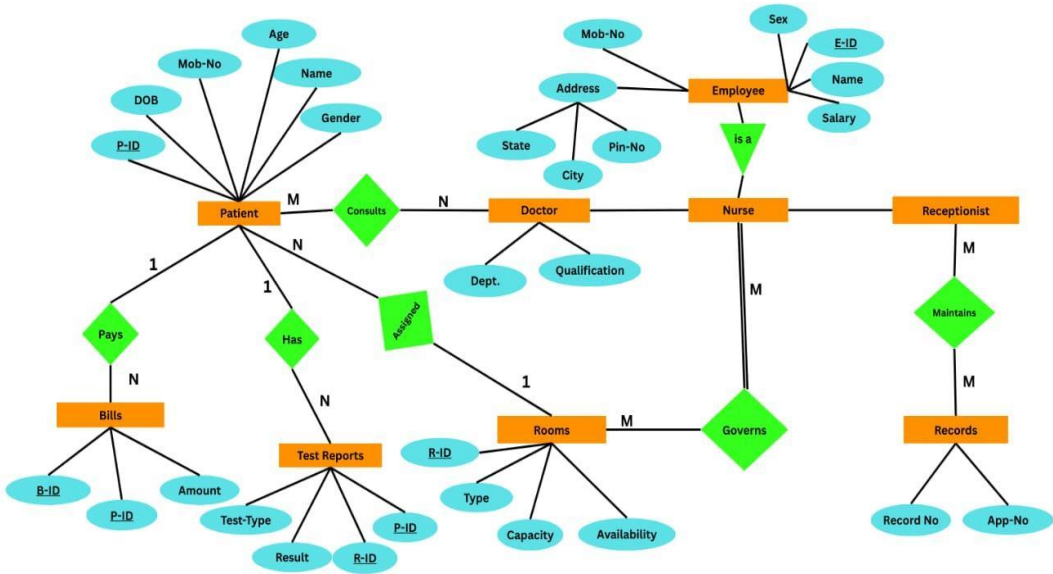 Age
Mob-No
Name
DOB
Gender
P-ID
Patient
M
Consults
N
Doctor
Dept.
Qualification
Sex
Mob-No
E-ID
Address
Employee
Name
Salary
State
City
Pin-No
is a
Nurse
Receptionist
M
Maintains
M
Records
Record No
App-No
M
Governs
M
1
Pays
N
Bills
B-ID
P-ID
Amount
1
Has
N
Test Reports
Test-Type
Result
R-ID
P-ID
N
Assigned
1
Rooms
R-ID
Type
Capacity
Availability